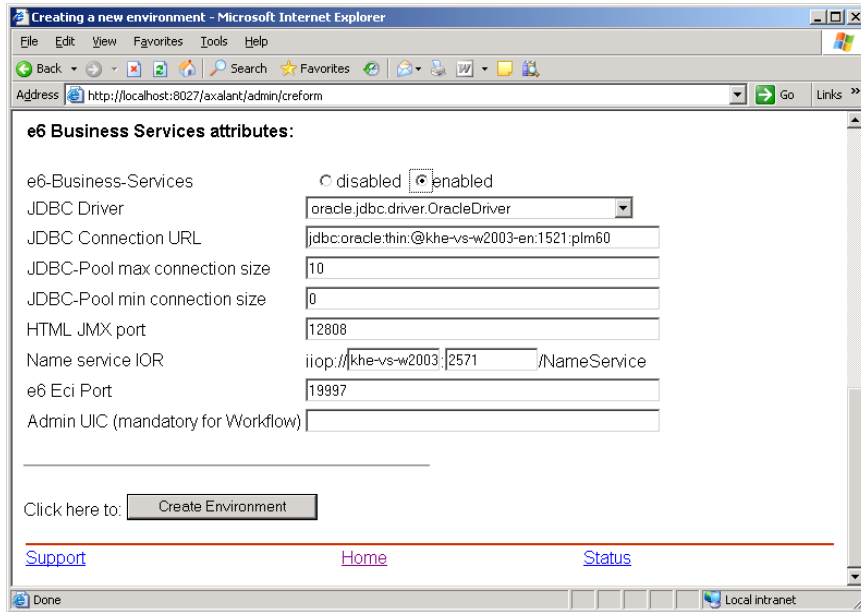 Creating a new environment - Microsoft Internet Explorer
File Edit View Favorites Tools Help
Back Search Favorites
Address http://localhost:8027/axalant/admin/creform Go Links »
e6 Business Services attributes:
e6-Business-Services disabled enabled
JDBC Driver oracle.jdbc.driver.OracleDriver
JDBC Connection URL jdbc:oracle:thin:@khe-vs-w2003-en:1521:plm60
JDBC-Pool max connection size 10
JDBC-Pool min connection size 0
HTML JMX port 12808
Name service IOR iiop://khe-vs-w2003:2571/NameService
e6 Eci Port 19997
Admin UIC (mandatory for Workflow)
Click here to: Create Environment
Support Home Status
Done Local intranet